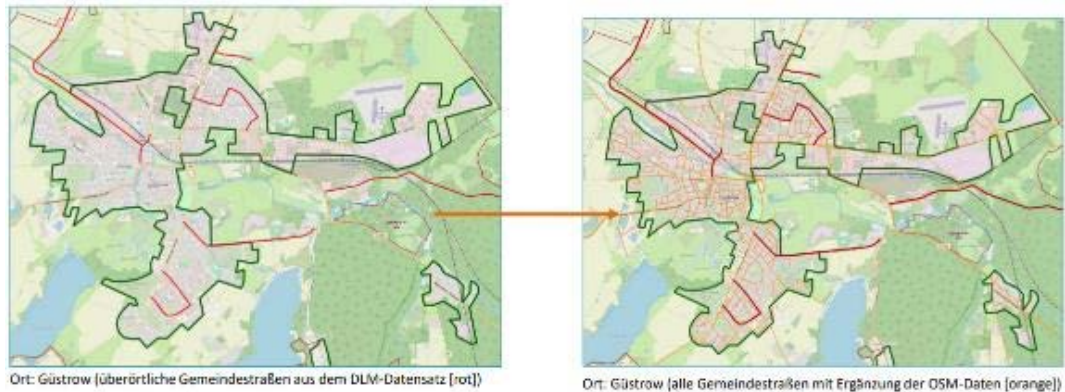 Ort: Güstrow (überörtliche Gemeindestraßen aus dem DLM-Datensatz [rot])
Ort: Güstrow (alle Gemeindestraßen mit Ergänzung der OSM-Daten [orange])